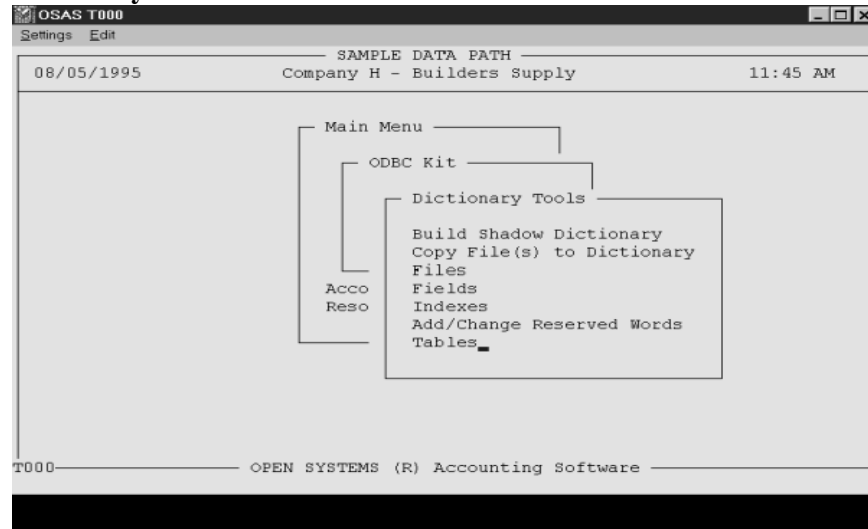 OSAS T000
Settings Edit
SAMPLE DATA PATH
08/05/1995 Company H - Builders Supply 11:45 AM
Main Menu
ODBC Kit
Dictionary Tools
Build Shadow Dictionary
Copy File(s) to Dictionary
Files
Acco Fields
Reso Indexes
Add/Change Reserved Words
Tables
T000 OPEN SYSTEMS (R) Accounting Software